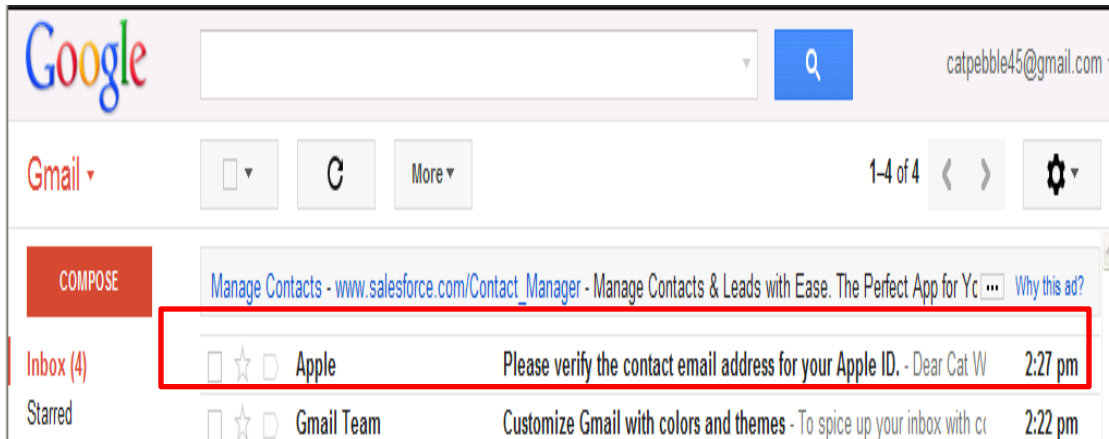 Google
catpebble45@gmail.com
Gmail
More
1–4 of 4
COMPOSE
Manage Contacts - www.salesforce.com/Contact_Manager - Manage Contacts & Leads with Ease. The Perfect App for Yc ... Why this ad?
Inbox (4)
Apple Please verify the contact email address for your Apple ID. - Dear Cat W 2:27 pm
Starred
Gmail Team Customize Gmail with colors and themes - To spice up your inbox with cc 2:22 pm